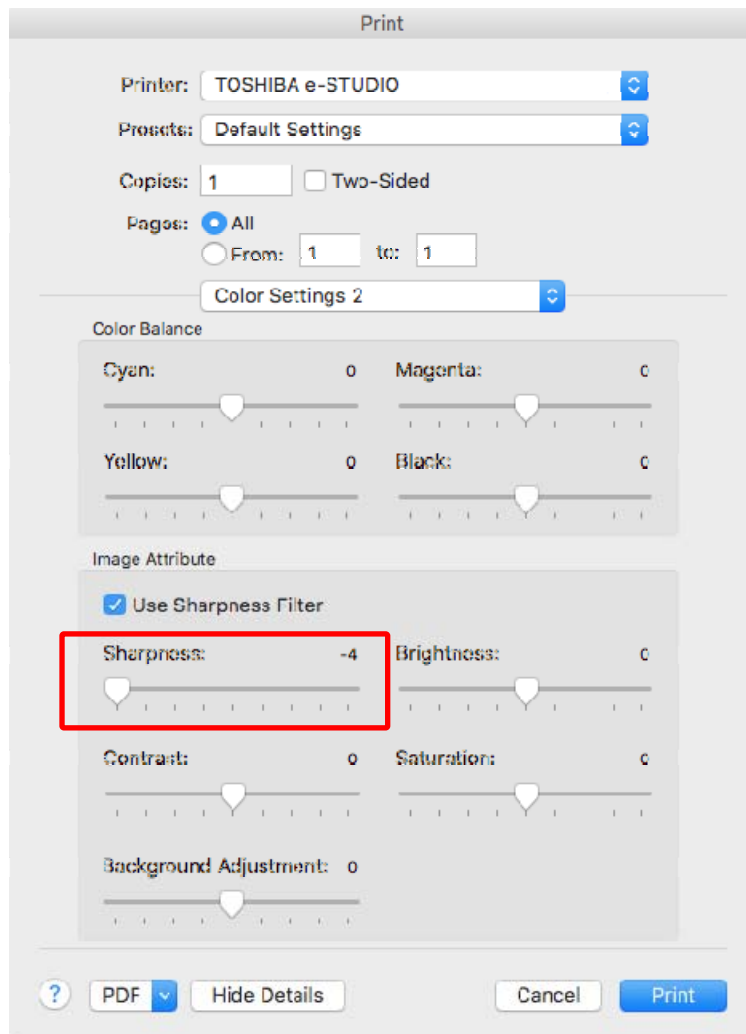 Print
Printer: TOSHIBA e-STUDIO
Presets: Default Settings
Copies: 1 Two-Sided
Pages: All
From: 1 to: 1
Color Settings 2
Color Balance
Cyan: 0 Magenta: 0
Yellow: 0 Black: 0
Image Attribute
Use Sharpness Filter
Sharpness: -4 Brightness: 0
Contrast: 0 Saturation: 0
Background Adjustment: 0
? PDF Hide Details Cancel Print